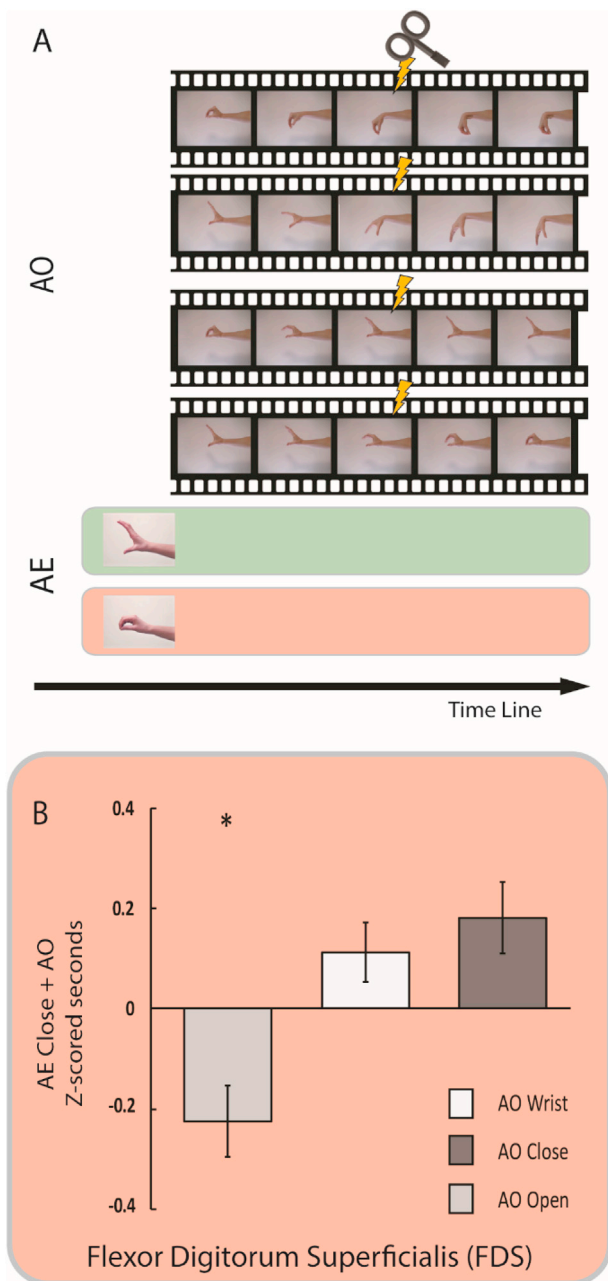 A
AO
AE
Time Line
B
AE Close + AO
Z-scored seconds
0.4
*
0.2
0
-0.2
-0.4
AO Wrist
AO Close
AO Open
Flexor Digitorum Superficialis (FDS)